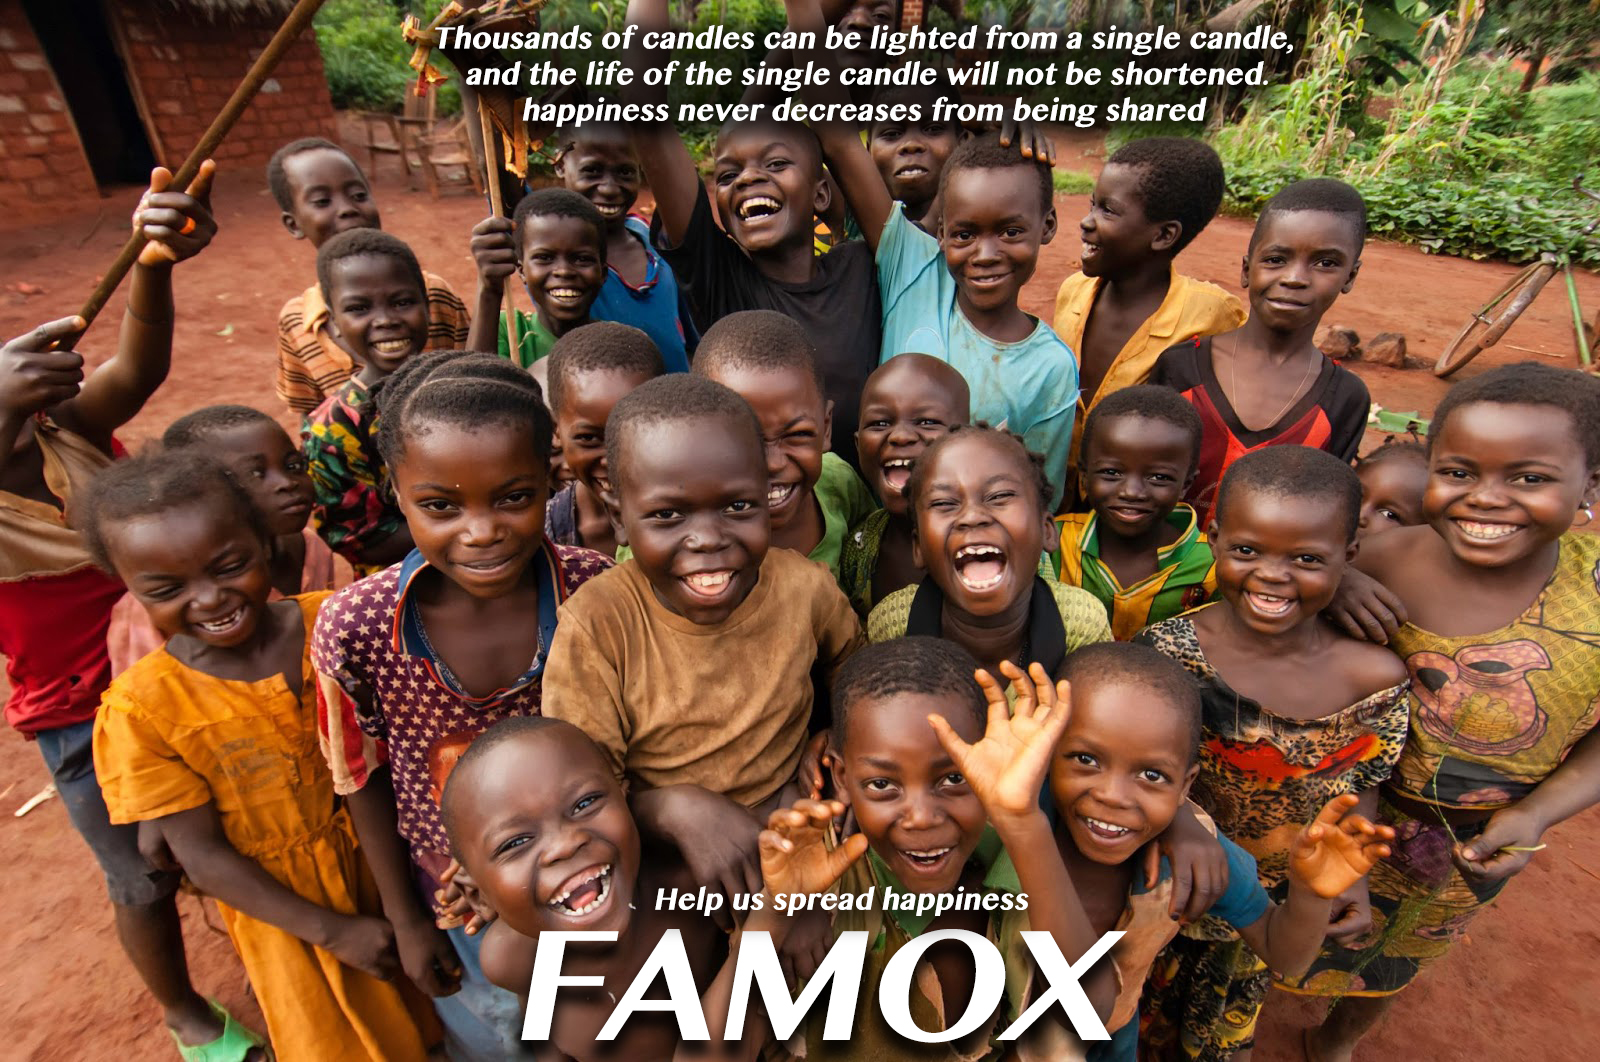 Thousands of candles can be lighted from a single candle,
and the life of the single candle will not be shortened.
happiness never decreases from being shared
Help us spread happiness
FAMOX